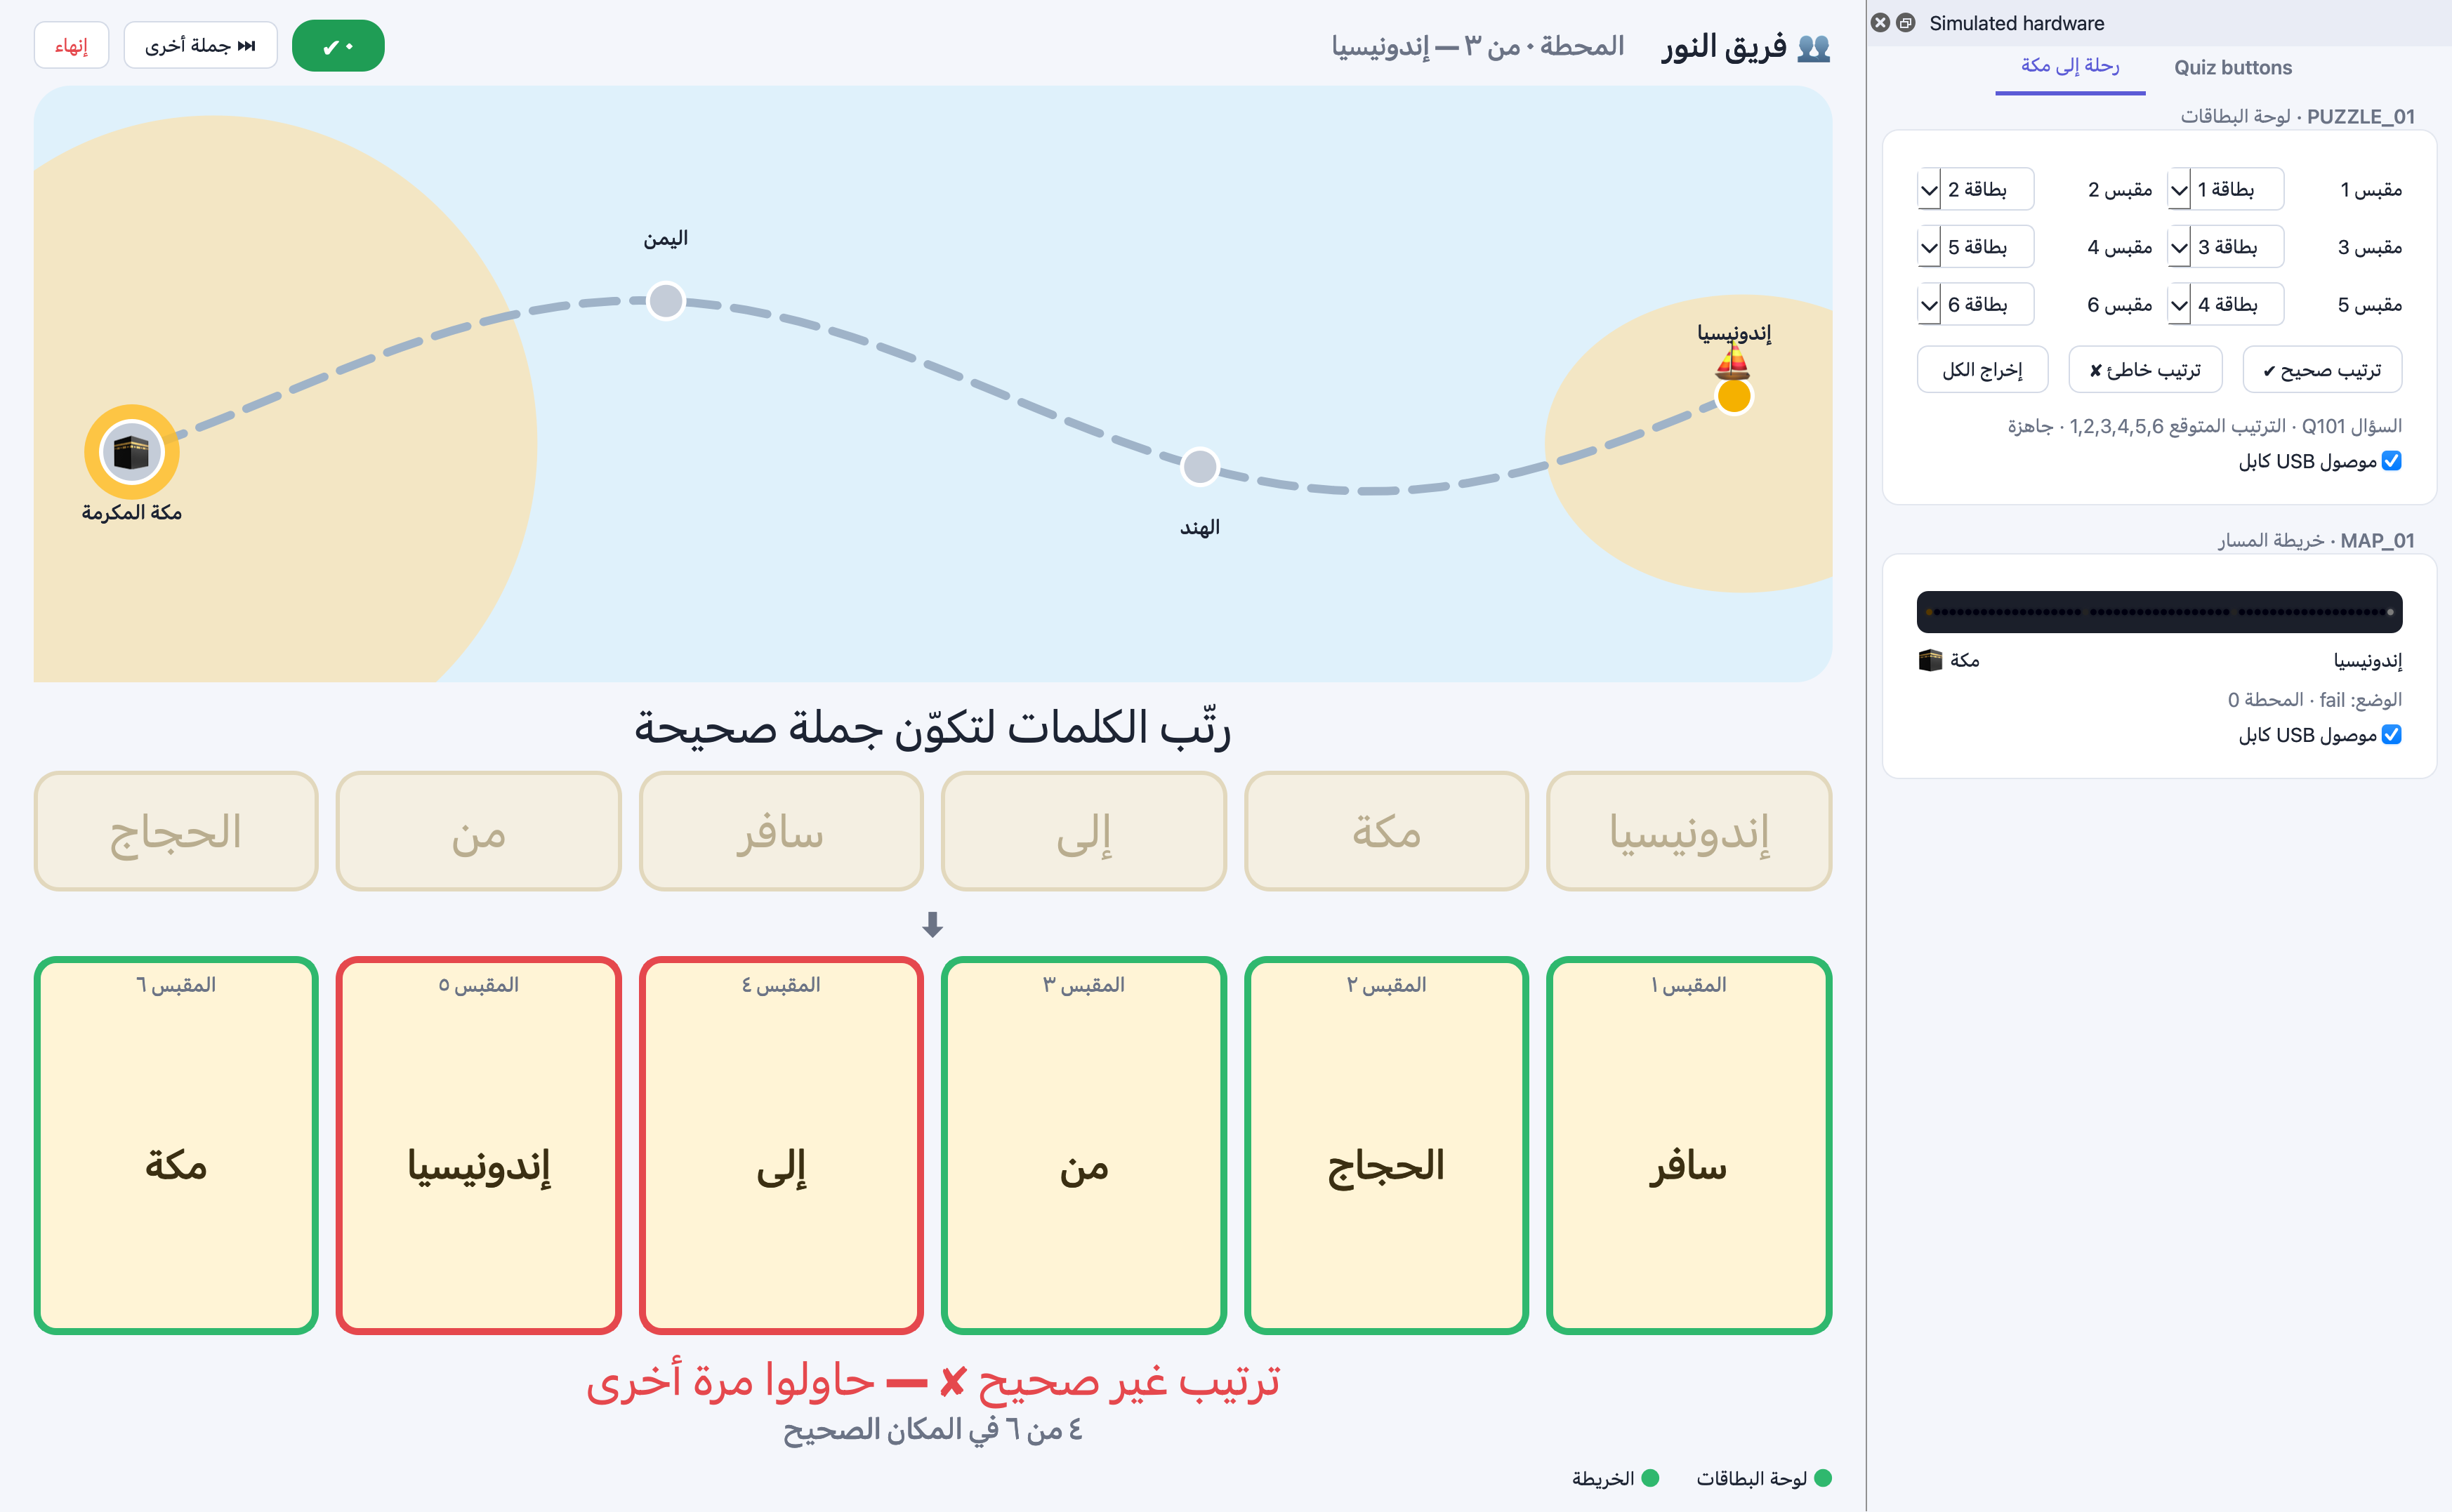 👥 فريق النور
المحطة ٠ من ٣ — إندونيسيا
✔ ٠
⏭ جملة أخرى
إنهاء
اليمن
إندونيسيا
مكة المكرمة
الهند
رتّب الكلمات لتكوّن جملة صحيحة
إندونيسيا
مكة
إلى
سافر
من
الحجاج
⬇
المقبس ١
المقبس ٢
المقبس ٣
المقبس ٤
المقبس ٥
المقبس ٦
سافر
الحجاج
من
إلى
إندونيسيا
مكة
ترتيب غير صحيح ✘ — حاولوا مرة أخرى
٤ من ٦ في المكان الصحيح
لوحة البطاقات
الخريطة
Simulated hardware
رحلة إلى مكة
Quiz buttons
PUZZLE_01 · لوحة البطاقات
مقبس 1
بطاقة 1
مقبس 2
بطاقة 2
مقبس 3
بطاقة 3
مقبس 4
بطاقة 5
مقبس 5
بطاقة 4
مقبس 6
بطاقة 6
ترتيب صحيح ✔
ترتيب خاطئ ✘
إخراج الكل
السؤال Q101 · الترتيب المتوقع 1,2,3,4,5,6 · جاهزة
موصول USB كابل
MAP_01 · خريطة المسار
إندونيسيا
مكة 🕋
الوضع: fail · المحطة 0
موصول USB كابل